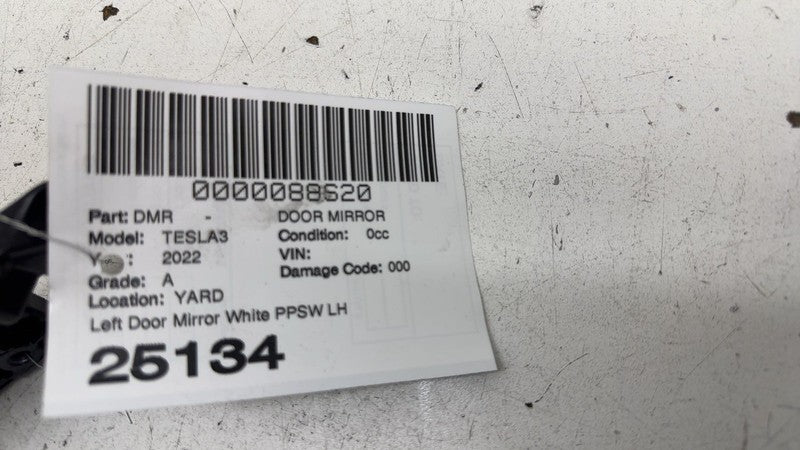 0000088620
Part: DMR - DOOR MIRROR
Model: TESLA3 Condition: 0cc
: 2022 VIN:
Grade: A Damage Code: 000
Location: YARD
Left Door Mirror White PPSW LH
25134